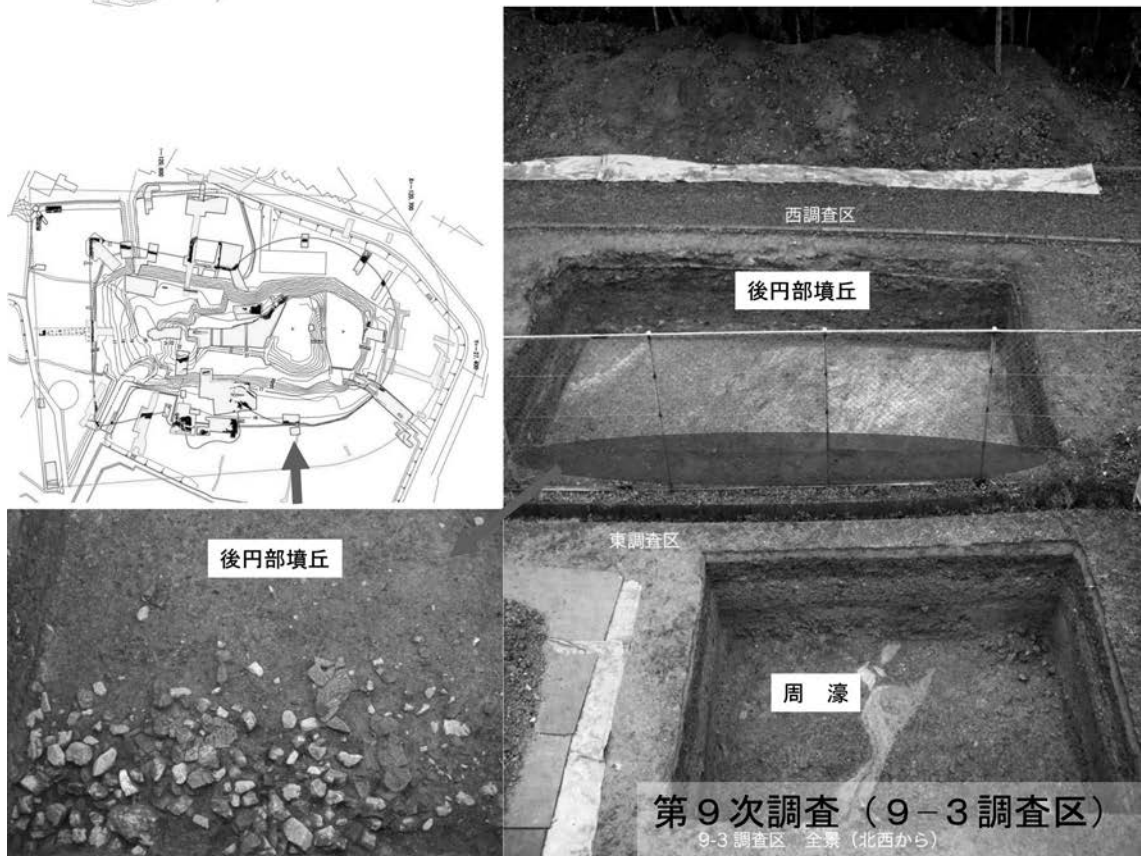 西調査区
後円部墳丘
東調査区
周　濠
後円部墳丘
第９次調査（９−３調査区）
9-3 調査区　全景（北西から）